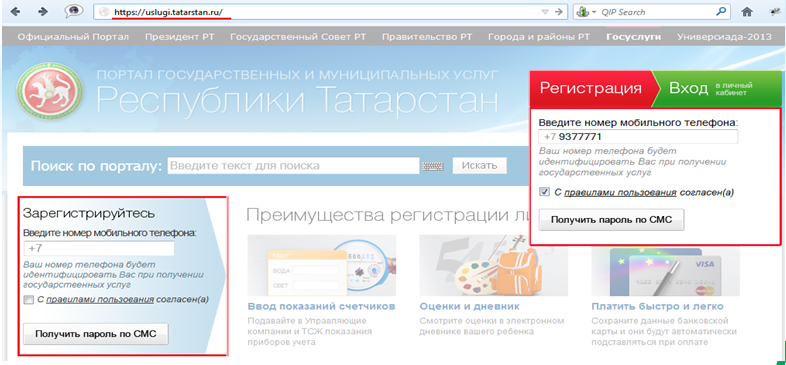 https://uslugi.tatarstan.ru/
QIP Search
Официальный Портал Президент РТ Государственный Совет РТ Правительство РТ Города и районы РТ Госуслуги Универсиада-2013
ПОРТАЛ ГОСУДАРСТВЕННЫХ И МУНИЦИПАЛЬНЫХ УСЛУГ
Республики Татарстан
Регистрация
Вход в личный кабинет
Введите номер мобильного телефона:
+7 9377771
Ваш номер телефона будет
идентифицировать Вас при получении
государственных услуг
С правилами пользования согласен(а)
Получить пароль по СМС
Поиск по порталу: Введите текст для поиска Искать
Зарегистрируйтесь
Введите номер мобильного телефона:
+7
Ваш номер телефона будет
идентифицировать Вас при получении
государственных услуг
С правилами пользования согласен(а)
Получить пароль по СМС
Преимущества регистрации ли
ВОДА
СВЕТ
VISA
Ввод показаний счетчиков
Подавайте в Управляющие
компании и ТСЖ показания
приборов учета
Оценки и дневник
Смотрите оценки в электронном
дневнике вашего ребенка
Платить быстро и легко
Сохраните данные банковской
карты и они будут автоматически
подставляться при оплате